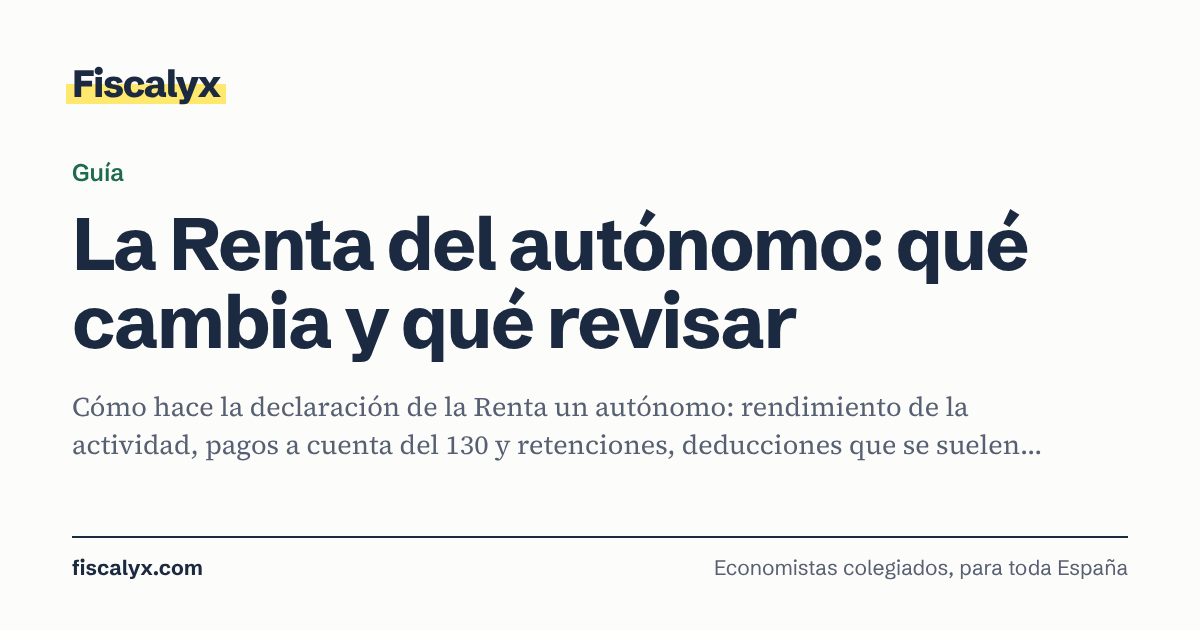 Fiscalyx
Guía
La Renta del autónomo: qué
cambia y qué revisar
Cómo hace la declaración de la Renta un autónomo: rendimiento de la
actividad, pagos a cuenta del 130 y retenciones, deducciones que se suelen...
fiscalyx.com
Economistas colegiados, para toda España